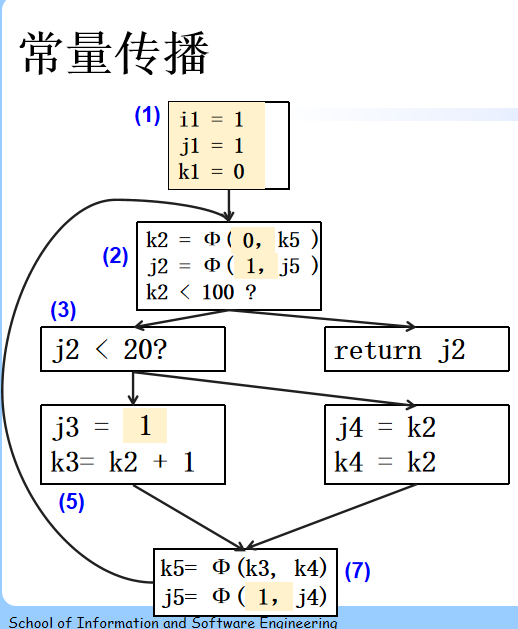 常量传播
(1)
i1 = 1
j1 = 1
k1 = 0
(2)
k2 = Φ( 0, k5 )
j2 = Φ( 1, j5 )
k2 < 100 ?
(3)
j2 < 20?
return j2
j3 = 1
k3= k2 + 1
j4 = k2
k4 = k2
(5)
k5= Φ(k3, k4)
j5= Φ( 1, j4)
(7)
School of Information and Software Engineering